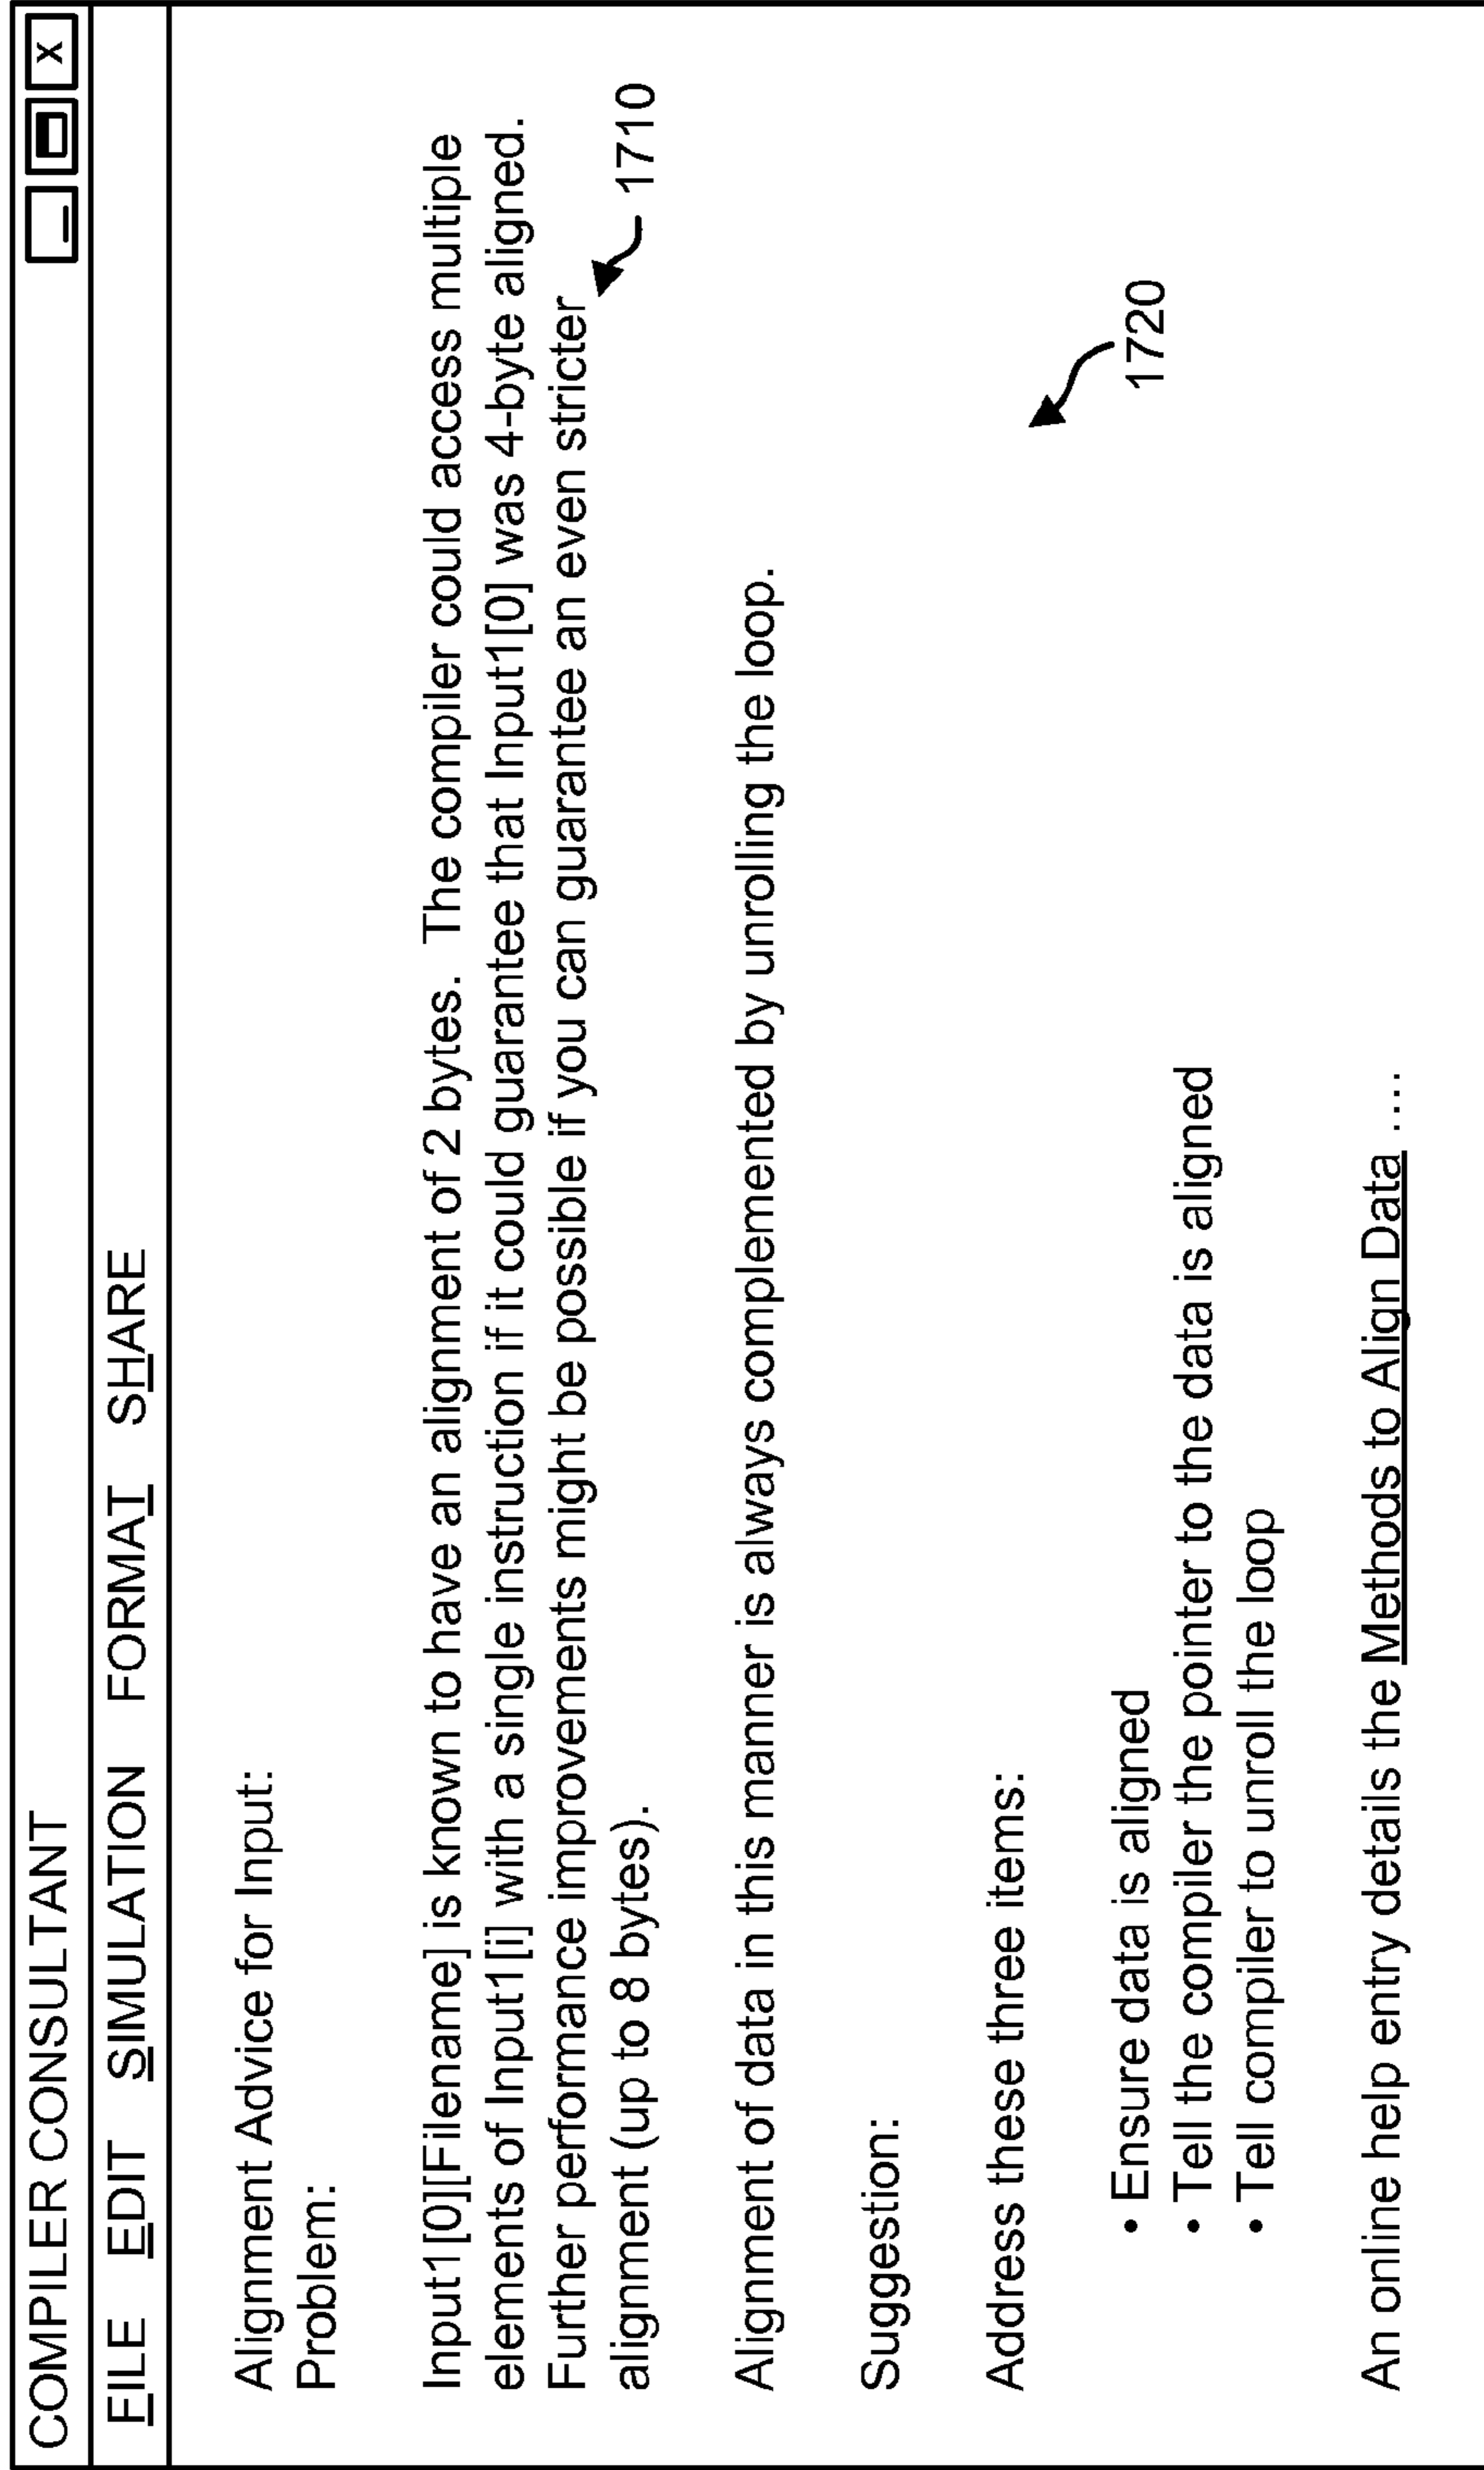 COMPILER CONSULTANT _ X
FILE EDIT SIMULATION FORMAT SHARE
Alignment Advice for Input:
Problem:
Input1[0][Filename] is known to have an alignment of 2 bytes. The compiler could access multiple
elements of Input1[i] with a single instruction if it could guarantee that Input1[0] was 4-byte aligned.
Further performance improvements might be possible if you can guarantee an even stricter
alignment (up to 8 bytes).
1710
Alignment of data in this manner is always complemented by unrolling the loop.
Suggestion:
Address these three items:
1720
• Ensure data is aligned
• Tell the compiler the pointer to the data is aligned
• Tell compiler to unroll the loop
An online help entry details the Methods to Align Data ....